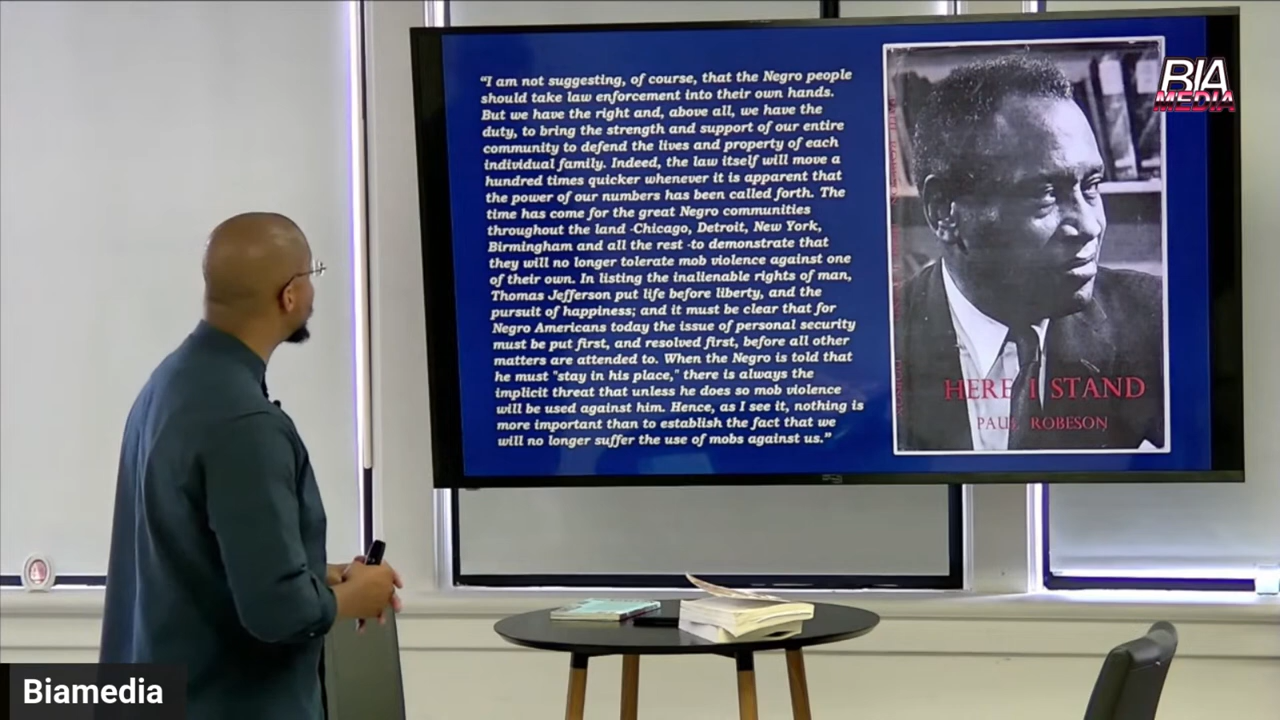 “I am not suggesting, of course, that the Negro people
should take law enforcement into their own hands.
But we have the right and, above all, we have the
duty, to bring the strength and support of our entire
community to defend the lives and property of each
individual family. Indeed, the law itself will move a
hundred times quicker whenever it is apparent that
the power of our numbers has been called forth. The
time has come for the great Negro communities
throughout the land -Chicago, Detroit, New York,
Birmingham and all the rest -to demonstrate that
they will no longer tolerate mob violence against one
of their own. In listing the inalienable rights of man,
Thomas Jefferson put life before liberty, and the
pursuit of happiness; and it must be clear that for
Negro Americans today the issue of personal security
must be put first, and resolved first, before all other
matters are attended to. When the Negro is told that
he must "stay in his place," there is always the
implicit threat that unless he does so mob violence
will be used against him. Hence, as I see it, nothing is
more important than to establish the fact that we
will no longer suffer the use of mobs against us.”
HERE I STAND
PAUL ROBESON
BIA
MEDIA
Biamedia